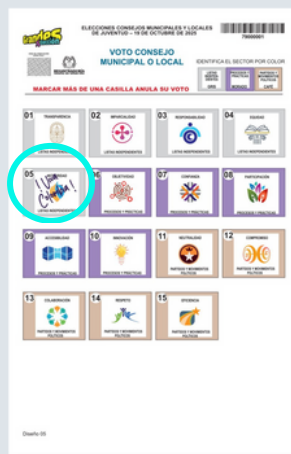 ELECCIONES CONSEJOS MUNICIPALES Y LOCALES
DE JUVENTUD – 19 DE OCTUBRE DE 2025
VOTO CONSEJO
MUNICIPAL O LOCAL
IDENTIFICA EL SECTOR POR COLOR
MARCAR MÁS DE UNA CASILLA ANULA SU VOTO
01 TRANSPARENCIA
LISTAS INDEPENDIENTES
02 IMPARCIALIDAD
LISTAS INDEPENDIENTES
03 RESPONSABILIDAD
LISTAS INDEPENDIENTES
04 EQUIDAD
LISTAS INDEPENDIENTES
05
¡Viva
Colombia!
LISTAS INDEPENDIENTES
06 OBJETIVIDAD
PROCESOS Y PRÁCTICAS
07 CONFIANZA
PROCESOS Y PRÁCTICAS
08 PARTICIPACIÓN
PROCESOS Y PRÁCTICAS
09 ACCESIBILIDAD
PROCESOS Y PRÁCTICAS
10 INNOVACIÓN
PROCESOS Y PRÁCTICAS
11 NEUTRALIDAD
PARTIDOS Y MOVIMIENTOS
POLÍTICOS
12 COMPROMISO
PARTIDOS Y MOVIMIENTOS
POLÍTICOS
13 COLABORACIÓN
PARTIDOS Y MOVIMIENTOS
POLÍTICOS
14 RESPETO
PARTIDOS Y MOVIMIENTOS
POLÍTICOS
15 EFICIENCIA
PARTIDOS Y MOVIMIENTOS
POLÍTICOS
Diseño 05